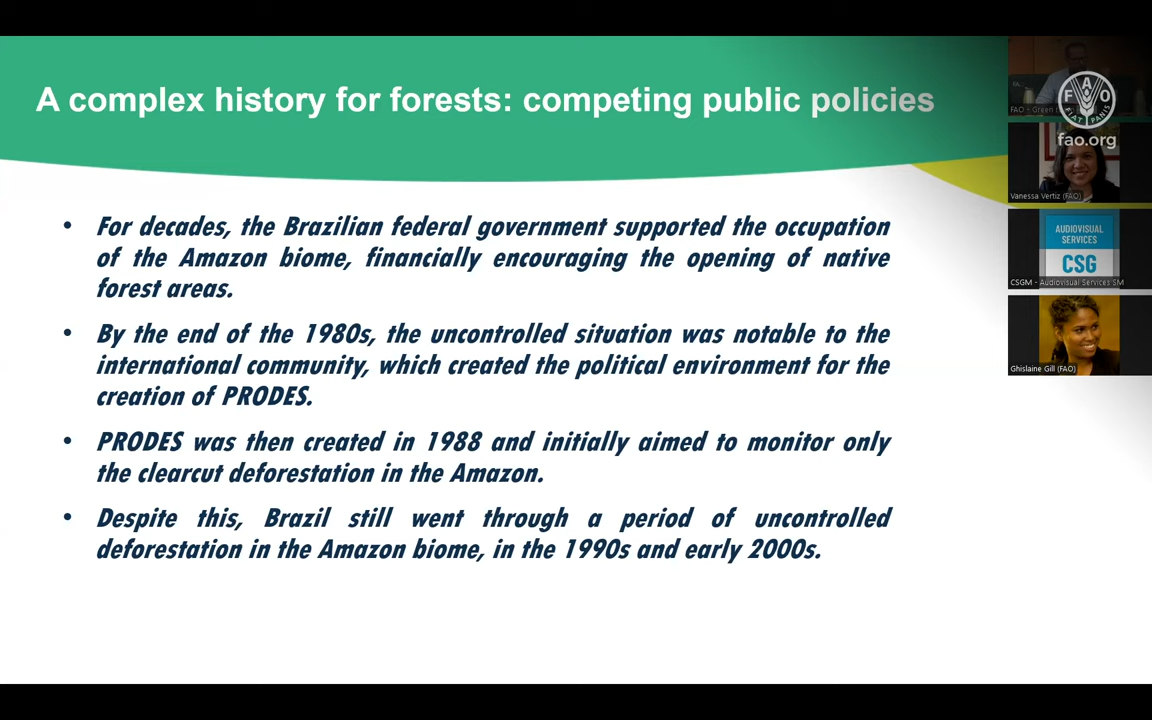 A complex history for forests: competing public policies
• For decades, the Brazilian federal government supported the occupation
of the Amazon biome, financially encouraging the opening of native
forest areas.
• By the end of the 1980s, the uncontrolled situation was notable to the
international community, which created the political environment for the
creation of PRODES.
• PRODES was then created in 1988 and initially aimed to monitor only
the clearcut deforestation in the Amazon.
• Despite this, Brazil still went through a period of uncontrolled
deforestation in the Amazon biome, in the 1990s and early 2000s.
FAO - Green
F A O
FIAT PANIS
fao.org
Vanessa Vertiz (FAO)
AUDIOVISUAL
SERVICES
CSG
CSGM - Audiovisual Services SM
Ghislaine Gill (FAO)